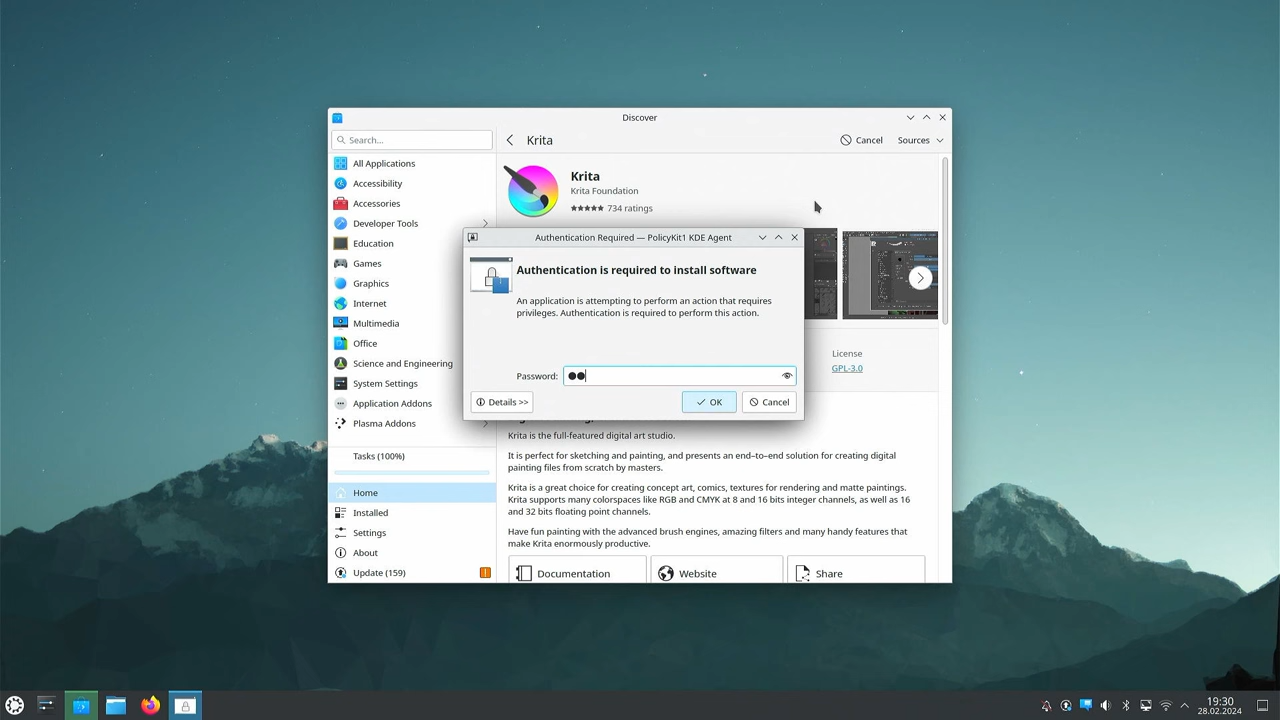 Discover
Search...
Krita
Cancel
Sources
All Applications
Accessibility
Accessories
Developer Tools
Education
Games
Graphics
Internet
Multimedia
Office
Science and Engineering
System Settings
Application Addons
Plasma Addons
Tasks (100%)
Home
Installed
Settings
About
Update (159)
Krita
Krita Foundation
734 ratings
Authentication Required — PolicyKit1 KDE Agent
Authentication is required to install software
An application is attempting to perform an action that requires
privileges. Authentication is required to perform this action.
Password:
Details >>
OK
Cancel
License
GPL-3.0
Krita is the full-featured digital art studio.
It is perfect for sketching and painting, and presents an end–to–end solution for creating digital
painting files from scratch by masters.
Krita is a great choice for creating concept art, comics, textures for rendering and matte paintings.
Krita supports many colorspaces like RGB and CMYK at 8 and 16 bits integer channels, as well as 16
and 32 bits floating point channels.
Have fun painting with the advanced brush engines, amazing filters and many handy features that
make Krita enormously productive.
Documentation
Website
Share
19:30
28.02.2024